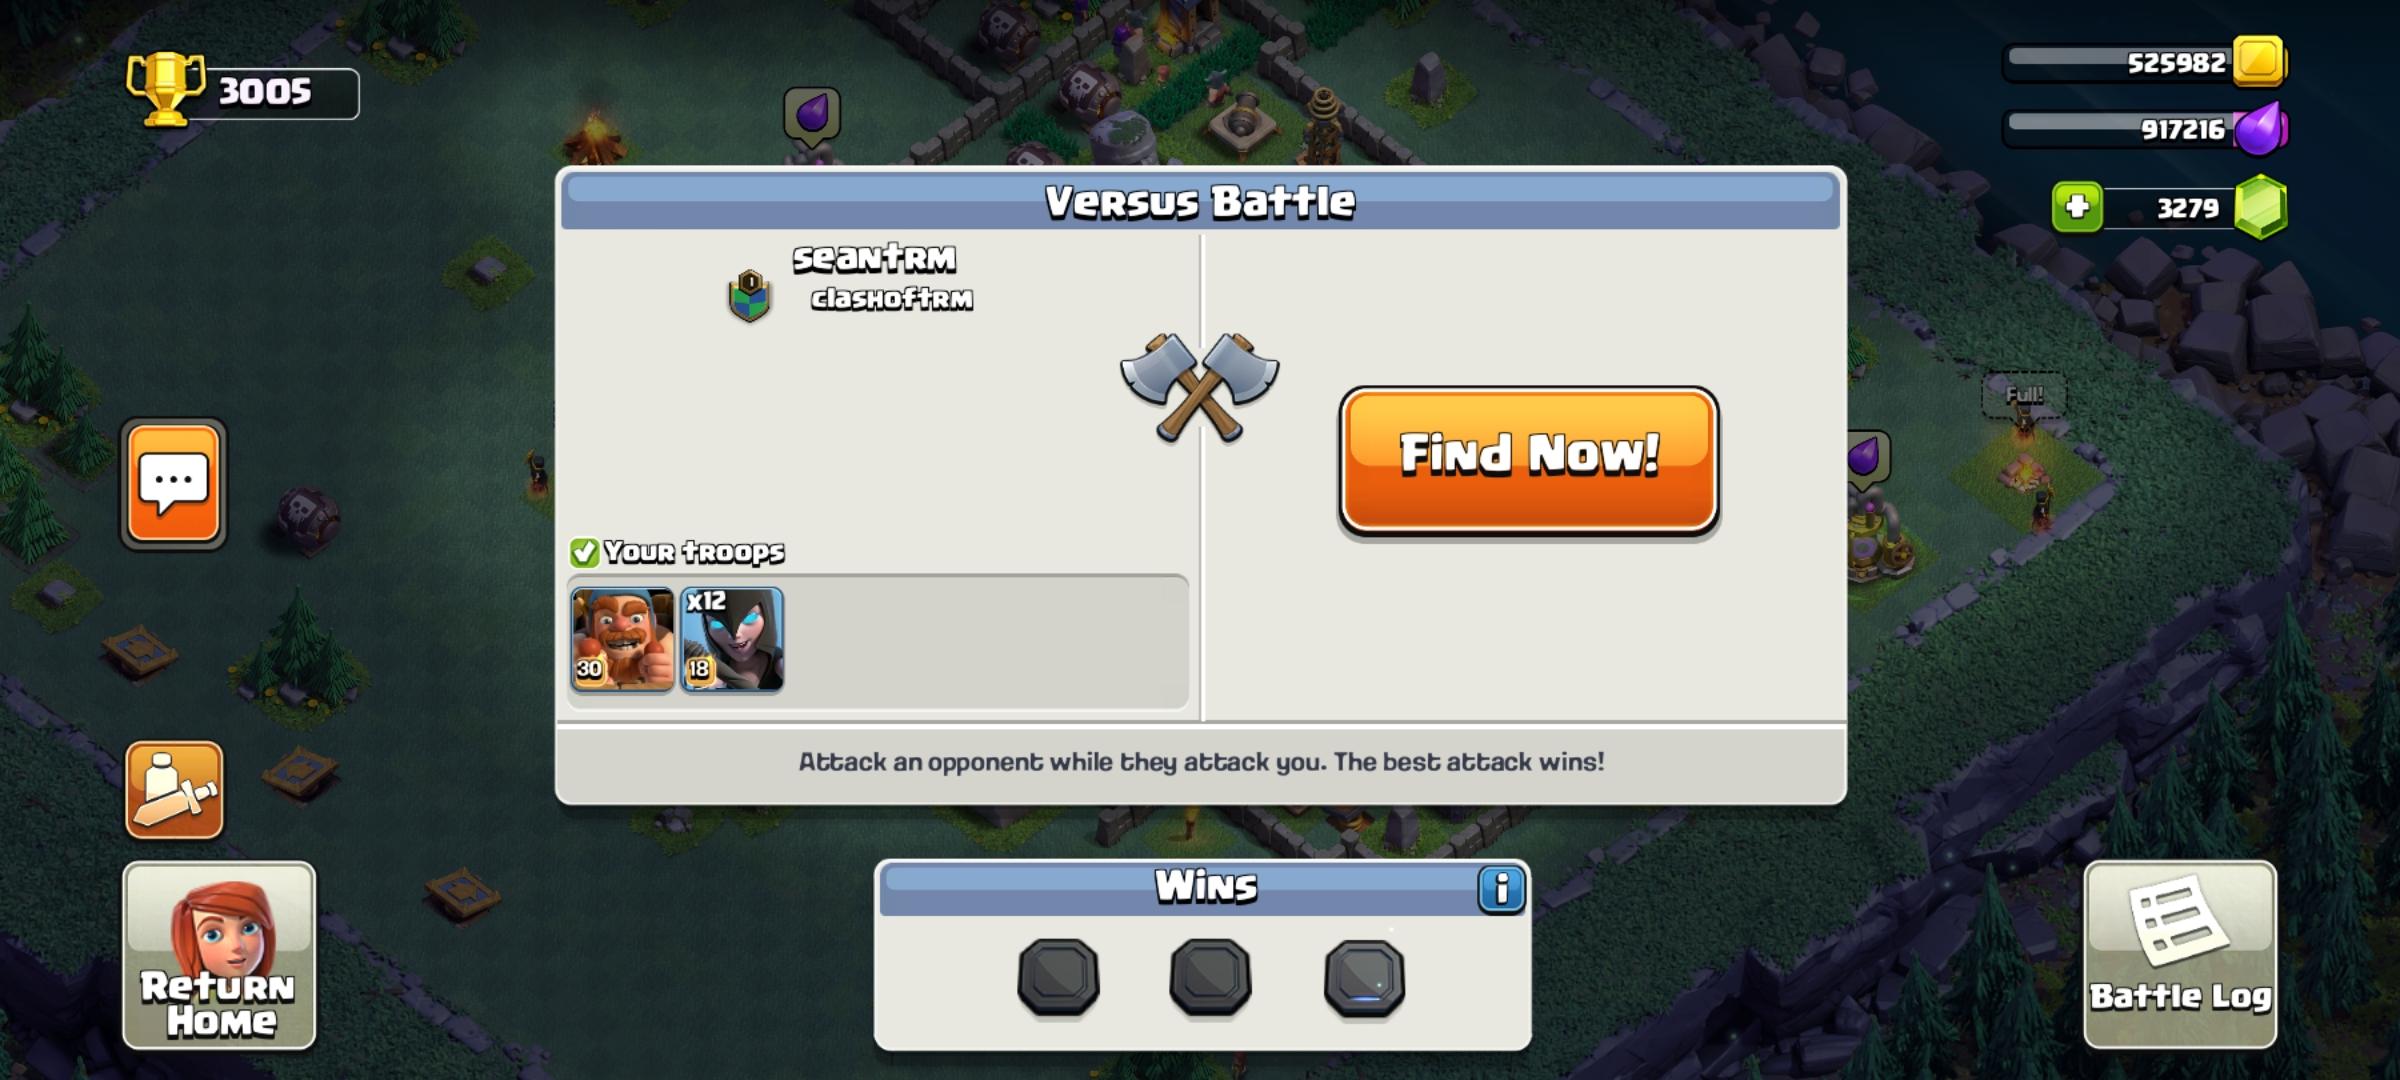 3005
525982
917216
3279
Versus Battle
seantrm
clashoftrm
Find Now!
Full!
Your troops
30
x12
18
Attack an opponent while they attack you. The best attack wins!
Wins
i
Return
Home
Battle Log